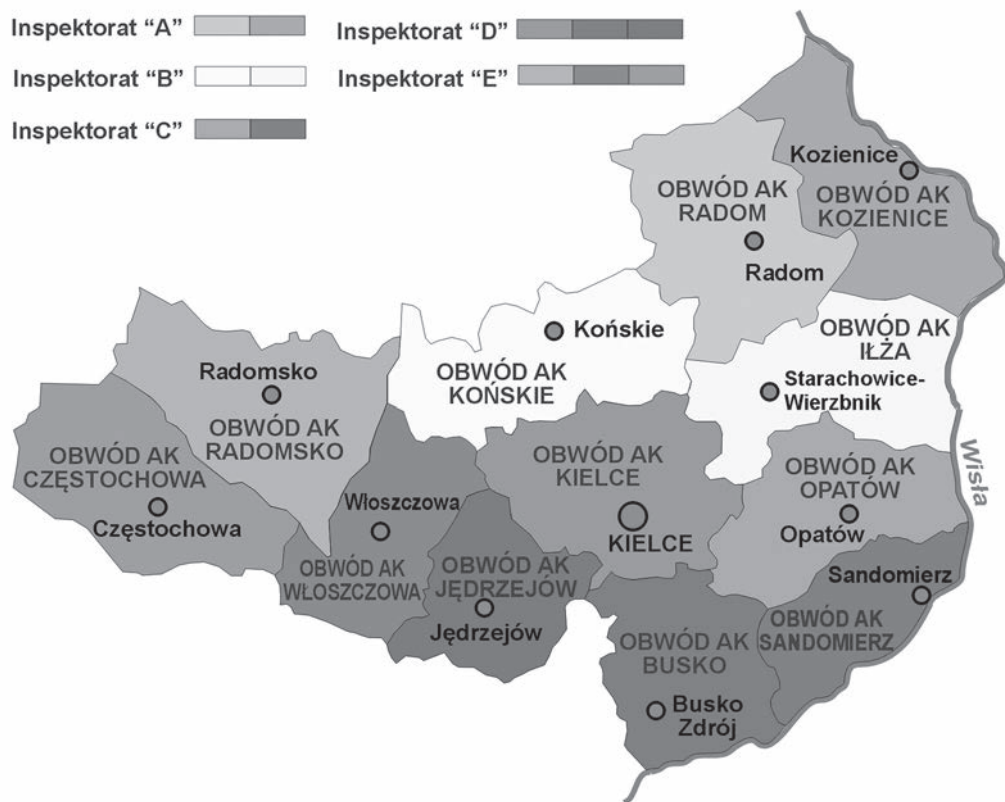 Inspektorat “A”
Inspektorat “B”
Inspektorat “C”
Inspektorat “D”
Inspektorat “E”
Kozienice
OBWÓD AK
KOZIENICE
OBWÓD AK
RADOM
Radom
Końskie
OBWÓD AK
KOŃSKIE
OBWÓD AK
IŁŻA
Starachowice-
Wierzbnik
Radomsko
OBWÓD AK
RADOMSKO
OBWÓD AK
CZĘSTOCHOWA
Częstochowa
Włoszczowa
OBWÓD AK
WŁOSZCZOWA
OBWÓD AK
KIELCE
KIELCE
OBWÓD AK
OPATÓW
Opatów
Wisła
OBWÓD AK
JĘDRZEJÓW
Jędrzejów
Sandomierz
OBWÓD AK
SANDOMIERZ
OBWÓD AK
BUSKO
Busko
Zdrój